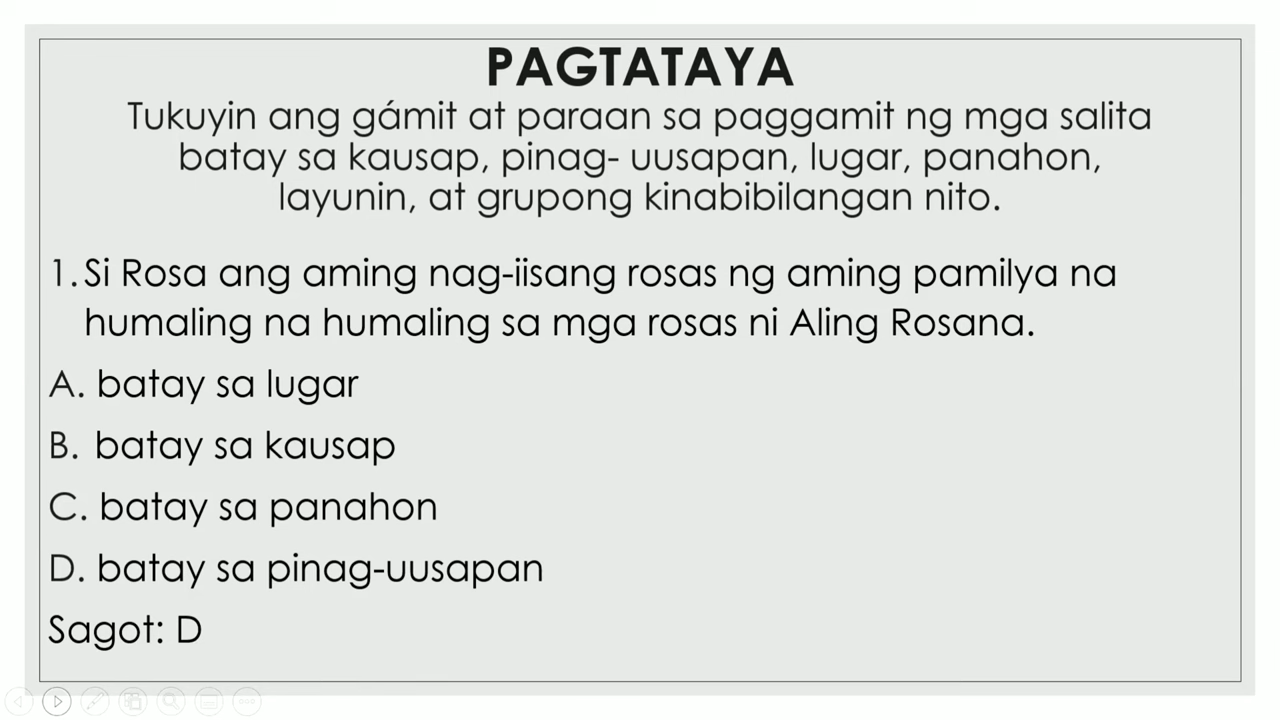 PAGTATAYA
Tukuyin ang gámit at paraan sa paggamit ng mga salita
batay sa kausap, pinag- uusapan, lugar, panahon,
layunin, at grupong kinabibilangan nito.
1. Si Rosa ang aming nag-iisang rosas ng aming pamilya na
humaling na humaling sa mga rosas ni Aling Rosana.
A. batay sa lugar
B. batay sa kausap
C. batay sa panahon
D. batay sa pinag-uusapan
Sagot: D